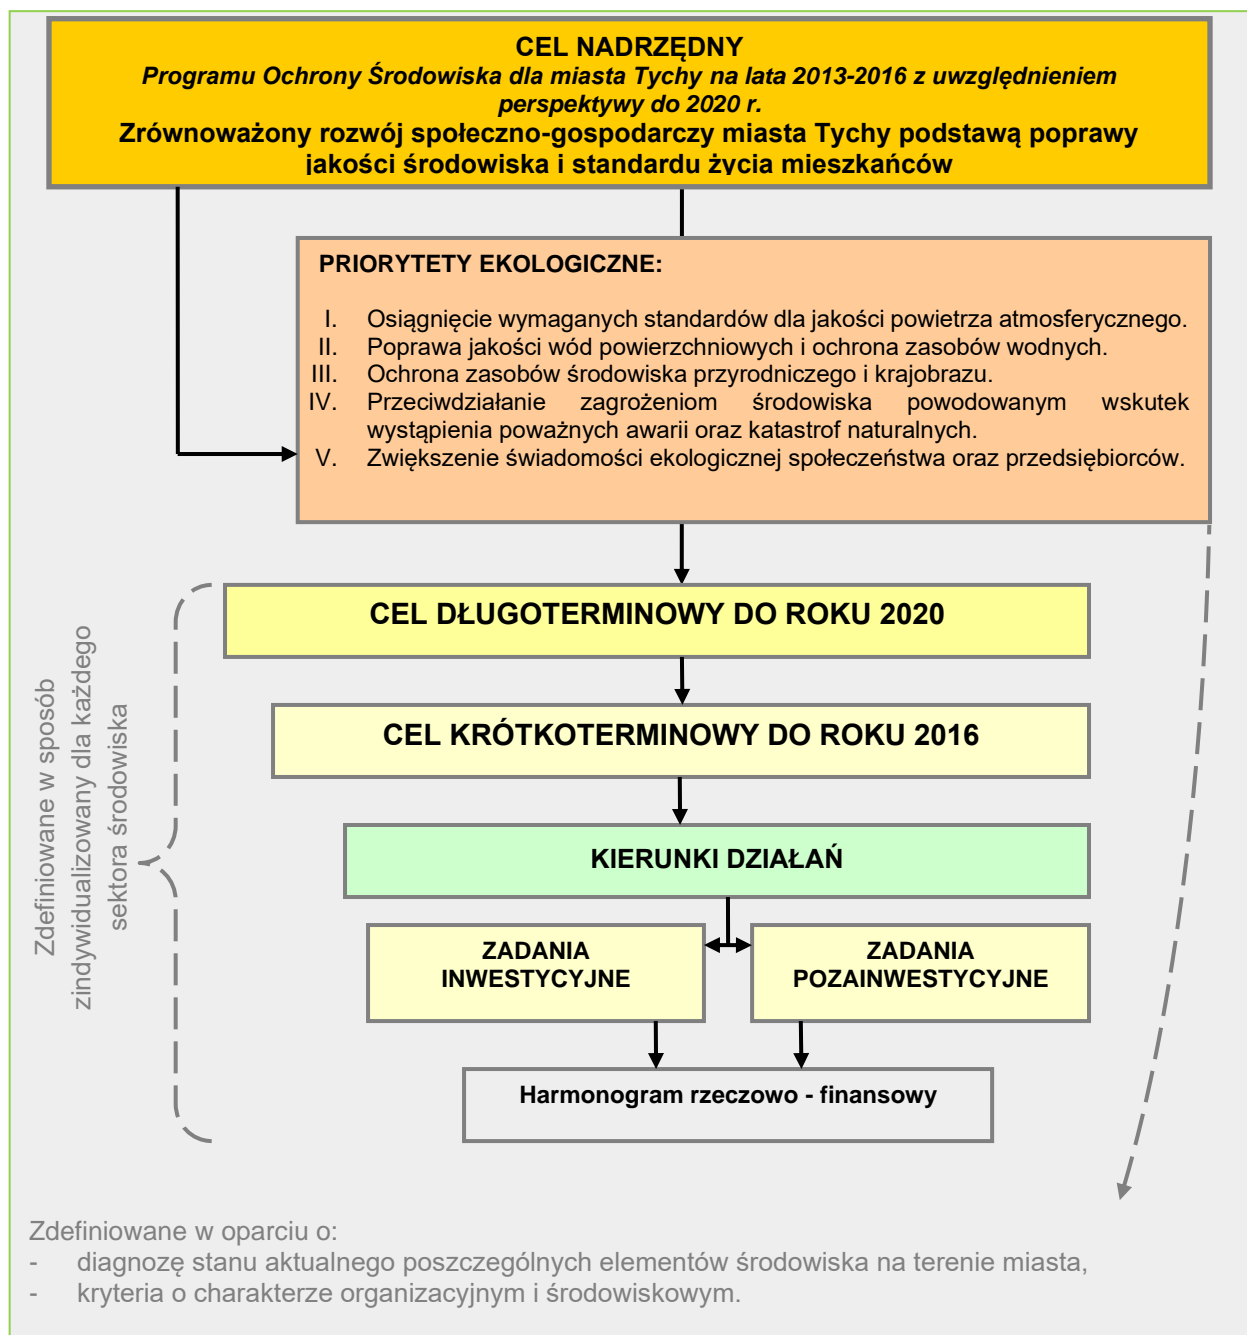 CEL NADRZĘDNY
Programu Ochrony Środowiska dla miasta Tychy na lata 2013-2016 z uwzględnieniem
perspektywy do 2020 r.
Zrównoważony rozwój społeczno-gospodarczy miasta Tychy podstawą poprawy
jakości środowiska i standardu życia mieszkańców
PRIORYTETY EKOLOGICZNE:
I. Osiągnięcie wymaganych standardów dla jakości powietrza atmosferycznego.
II. Poprawa jakości wód powierzchniowych i ochrona zasobów wodnych.
III. Ochrona zasobów środowiska przyrodniczego i krajobrazu.
IV. Przeciwdziałanie zagrożeniom środowiska powodowanym wskutek
wystąpienia poważnych awarii oraz katastrof naturalnych.
V. Zwiększenie świadomości ekologicznej społeczeństwa oraz przedsiębiorców.
CEL DŁUGOTERMINOWY DO ROKU 2020
CEL KRÓTKOTERMINOWY DO ROKU 2016
KIERUNKI DZIAŁAŃ
ZADANIA
INWESTYCYJNE
ZADANIA
POZAINWESTYCYJNE
Harmonogram rzeczowo - finansowy
Zdefiniowane w sposób
zindywidualizowany dla każdego
sektora środowiska
Zdefiniowane w oparciu o:
- diagnozę stanu aktualnego poszczególnych elementów środowiska na terenie miasta,
- kryteria o charakterze organizacyjnym i środowiskowym.